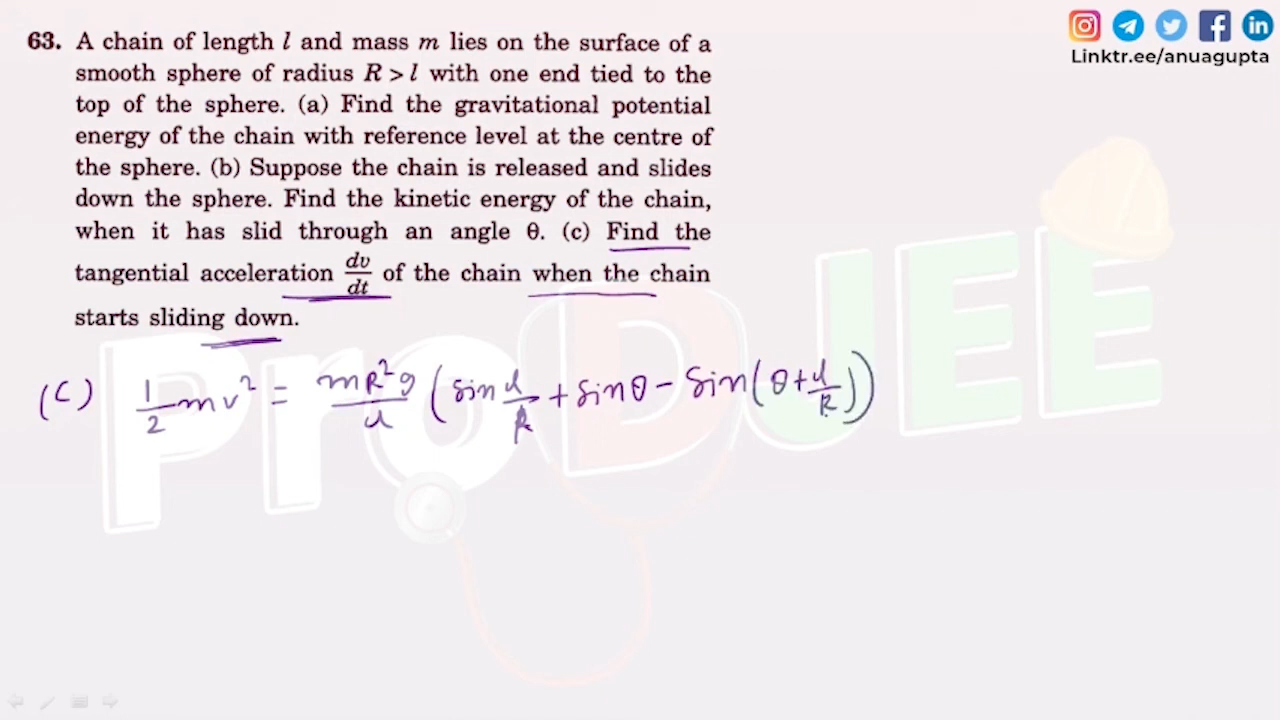 63. A chain of length l and mass m lies on the surface of a
smooth sphere of radius R > l with one end tied to the
top of the sphere. (a) Find the gravitational potential
energy of the chain with reference level at the centre of
the sphere. (b) Suppose the chain is released and slides
down the sphere. Find the kinetic energy of the chain,
when it has slid through an angle θ. (c) Find the
tangential acceleration dv/dt of the chain when the chain
starts sliding down.
Linktr.ee/anuagupta
(C) 1/2 mv² = mR²g/l (sin l/R + sinθ - sin(θ + l/R))
ProDJEE